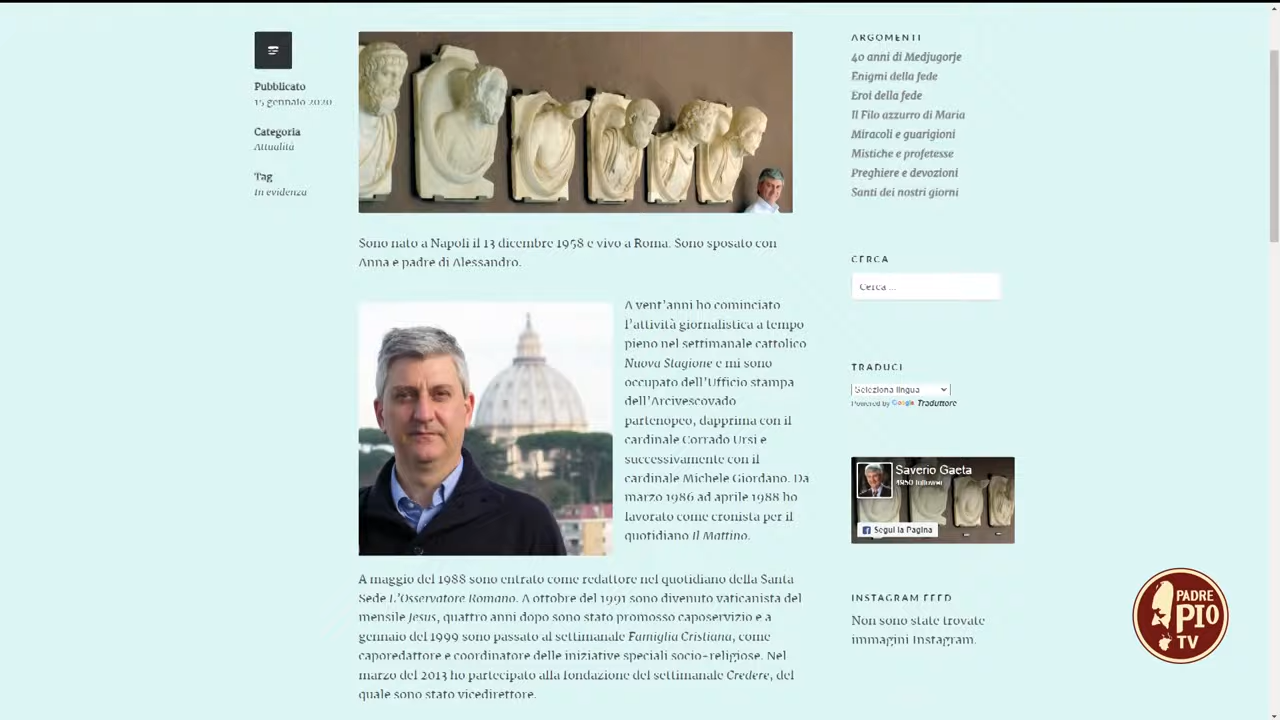 Pubblicato
15 gennaio 2020
Categoria
Attualità
Tag
In evidenza
Sono nato a Napoli il 13 dicembre 1958 e vivo a Roma. Sono sposato con
Anna e padre di Alessandro.
A vent'anni ho cominciato
l'attività giornalistica a tempo
pieno nel settimanale cattolico
Nuova Stagione e mi sono
occupato dell'Ufficio stampa
dell'Arcivescovado
partenopeo, dapprima con il
cardinale Corrado Ursi e
successivamente con il
cardinale Michele Giordano. Da
marzo 1986 ad aprile 1988 ho
lavorato come cronista per il
quotidiano Il Mattino.
A maggio del 1988 sono entrato come redattore nel quotidiano della Santa
Sede L'Osservatore Romano. A ottobre del 1991 sono divenuto vaticanista del
mensile Jesus, quattro anni dopo sono stato promosso caposervizio e a
gennaio del 1999 sono passato al settimanale Famiglia Cristiana, come
caporedattore e coordinatore delle iniziative speciali socio-religiose. Nel
marzo del 2013 ho partecipato alla fondazione del settimanale Credere, del
quale sono stato vicedirettore.
ARGOMENTI
40 anni di Medjugorje
Enigmi della fede
Eroi della fede
Il Filo azzurro di Maria
Miracoli e guarigioni
Mistiche e profetesse
Preghiere e devozioni
Santi dei nostri giorni
CERCA
Cerca ...
TRADUCI
Seleziona lingua
Powered by Google Traduttore
Saverio Gaeta
4950 follower
Segui la Pagina
INSTAGRAM FEED
Non sono state trovate
immagini Instagram.
PADRE
PIO
TV